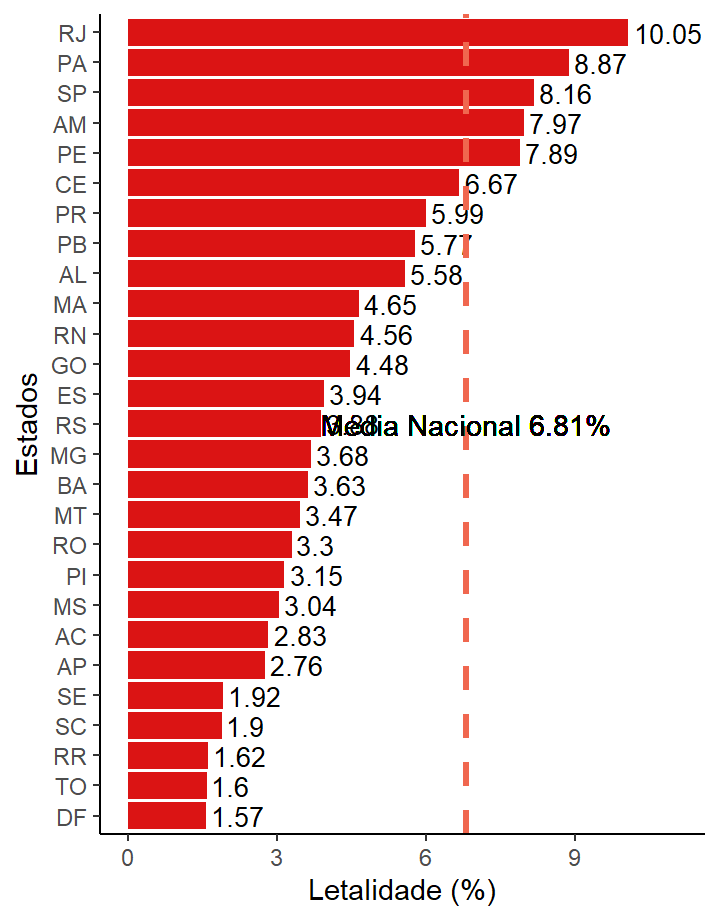 RJ 10.05
PA 8.87
SP 8.16
AM 7.97
PE 7.89
CE 6.67
PR 5.99
PB 5.77
AL 5.58
MA 4.65
RN 4.56
GO 4.48
ES 3.94
RS Média Nacional 6.81%
MG 3.68
BA 3.63
MT 3.47
RO 3.3
PI 3.15
MS 3.04
AC 2.83
AP 2.76
SE 1.92
SC 1.9
RR 1.62
TO 1.6
DF 1.57
Estados
0 3 6 9
Letalidade (%)